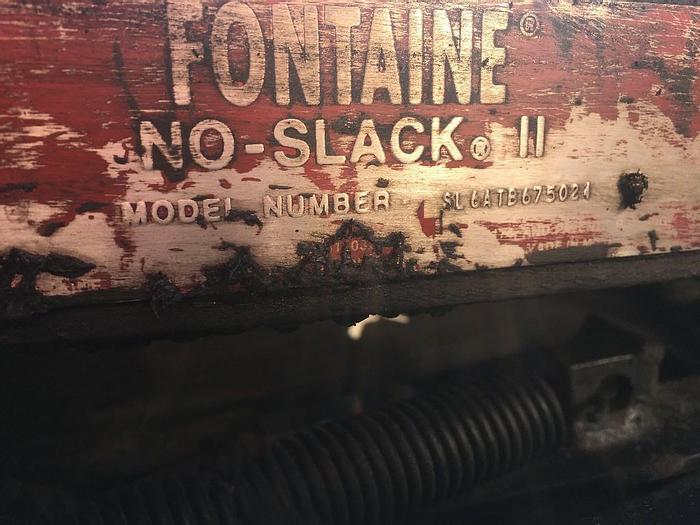 FONTAINE®
NO-SLACK® II
MODEL NUMBER SL6ATB675024